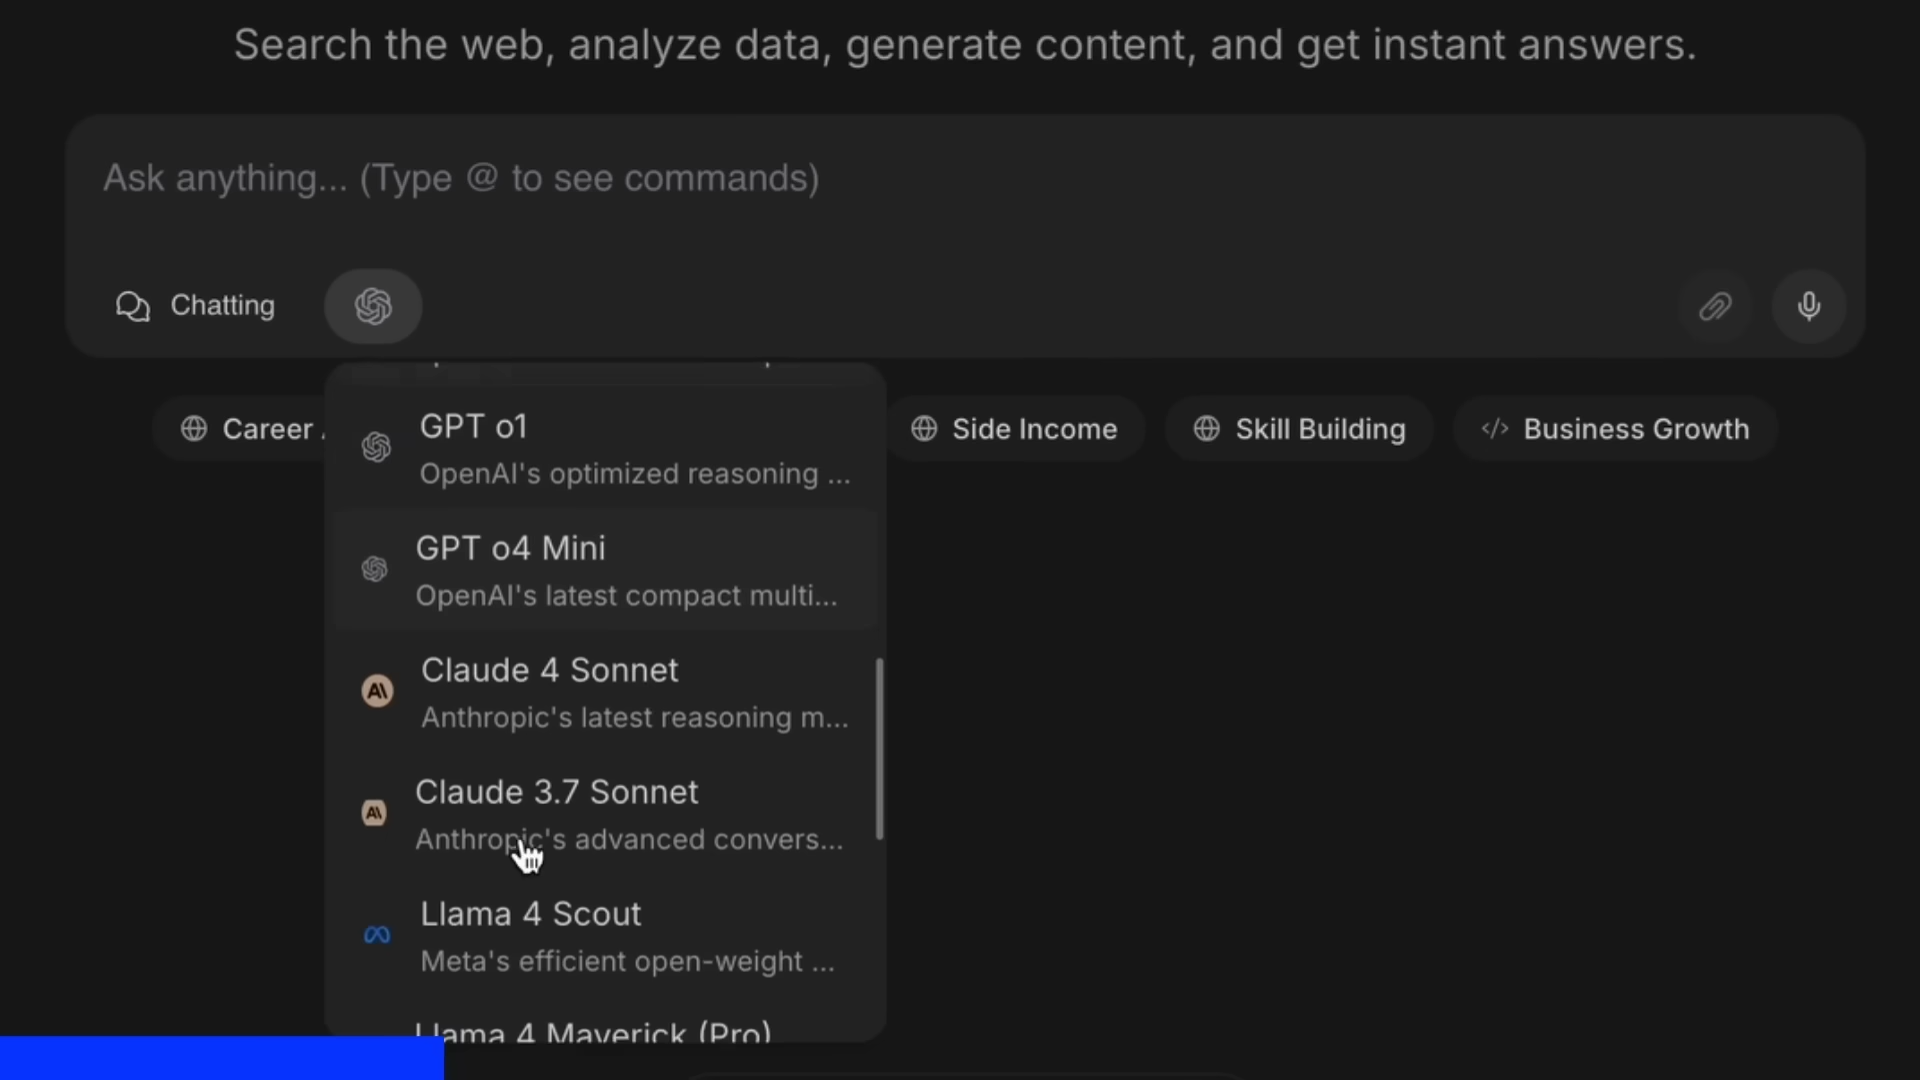 Search the web, analyze data, generate content, and get instant answers.
Ask anything... (Type @ to see commands)
Chatting
Career
Side Income
Skill Building
Business Growth
GPT o1
OpenAI's optimized reasoning ...
GPT o4 Mini
OpenAI's latest compact multi...
Claude 4 Sonnet
Anthropic's latest reasoning m...
Claude 3.7 Sonnet
Anthropic's advanced convers...
Llama 4 Scout
Meta's efficient open-weight ...
Llama 4 Maverick (Pro)